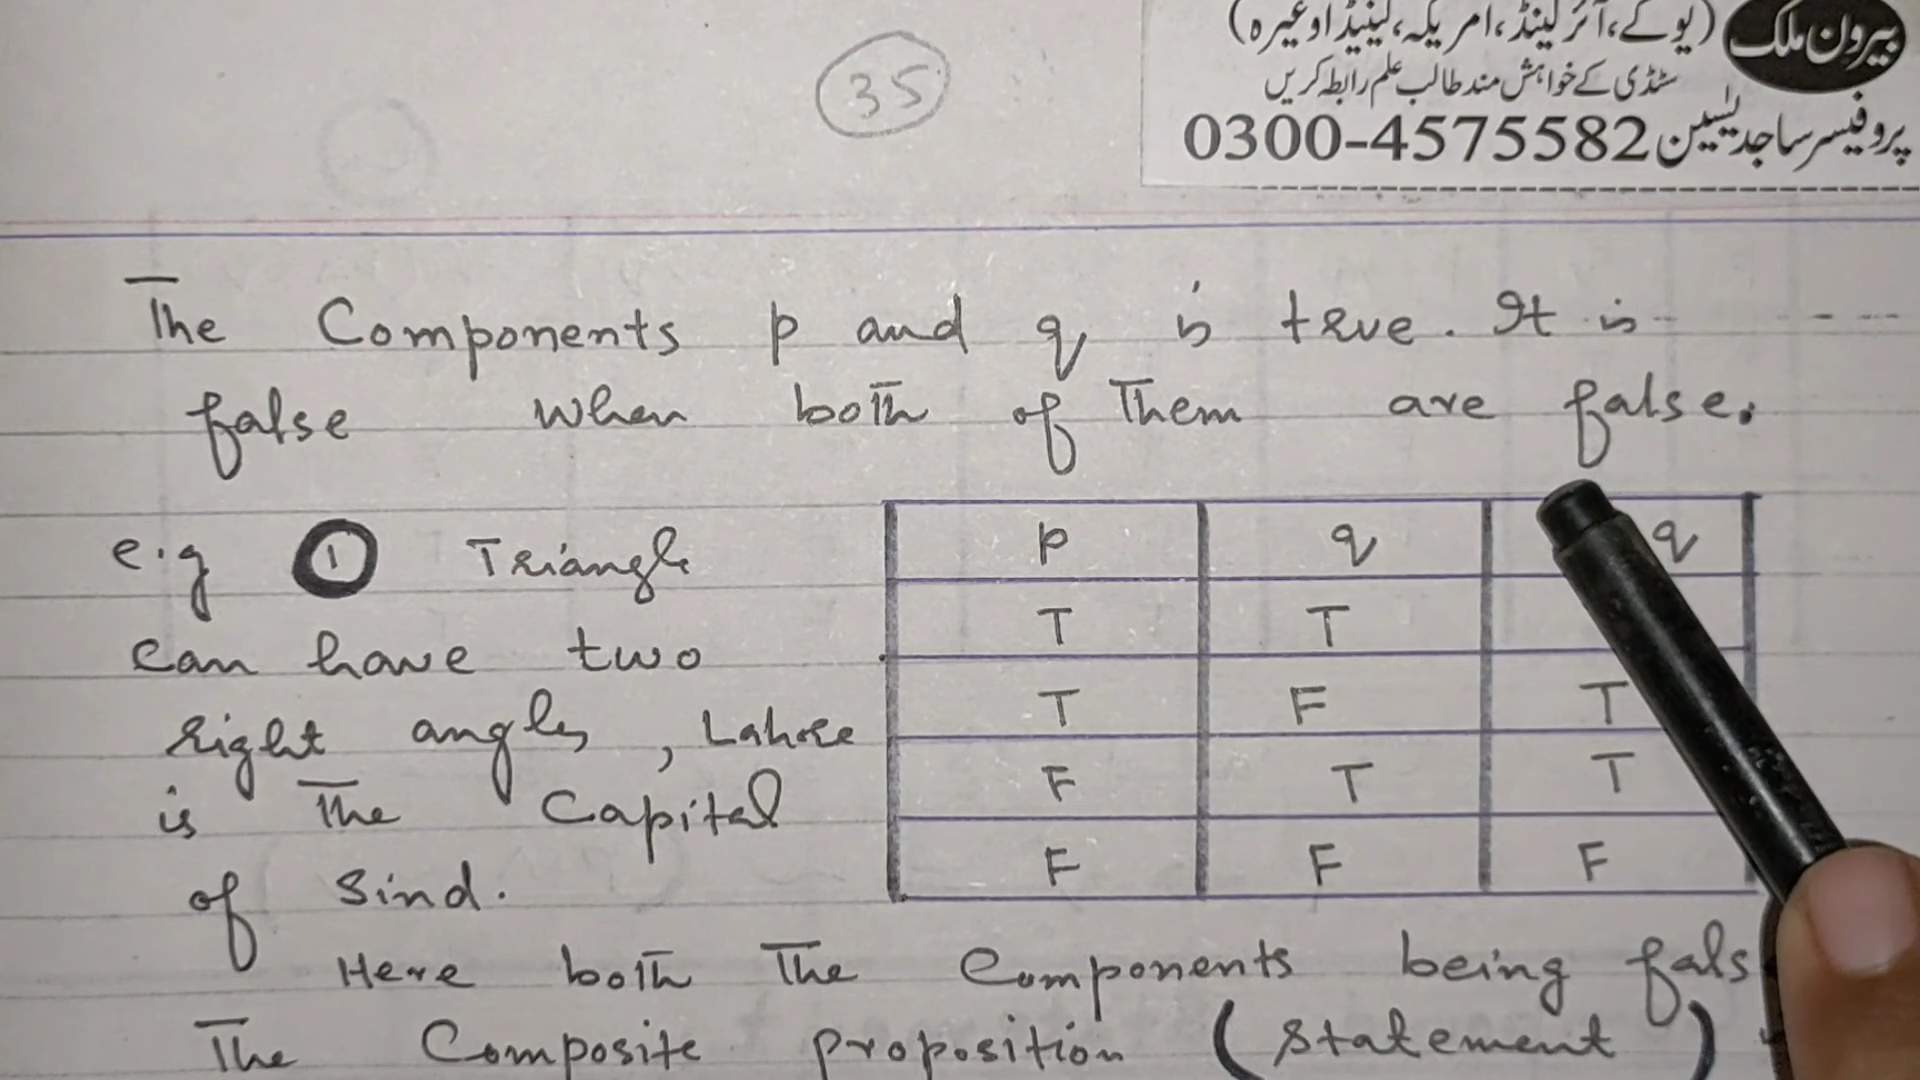 بیرون ملک (یوکے، آئرلینڈ، امریکہ، کینیڈا وغیرہ)
سٹڈی کے خواہش مند طالب علم رابطہ کریں
پروفیسر ساجد یٰسین 0300-4575582
35
The Components p and q is true. It is
false when both of Them are false.
e.g ① Triangle
can have two
right angles, Lahore
is The Capital
of Sind.
p q q
T T
T F T
F T T
F F F
Here both The Components being fals
The Composite proposition (statement)